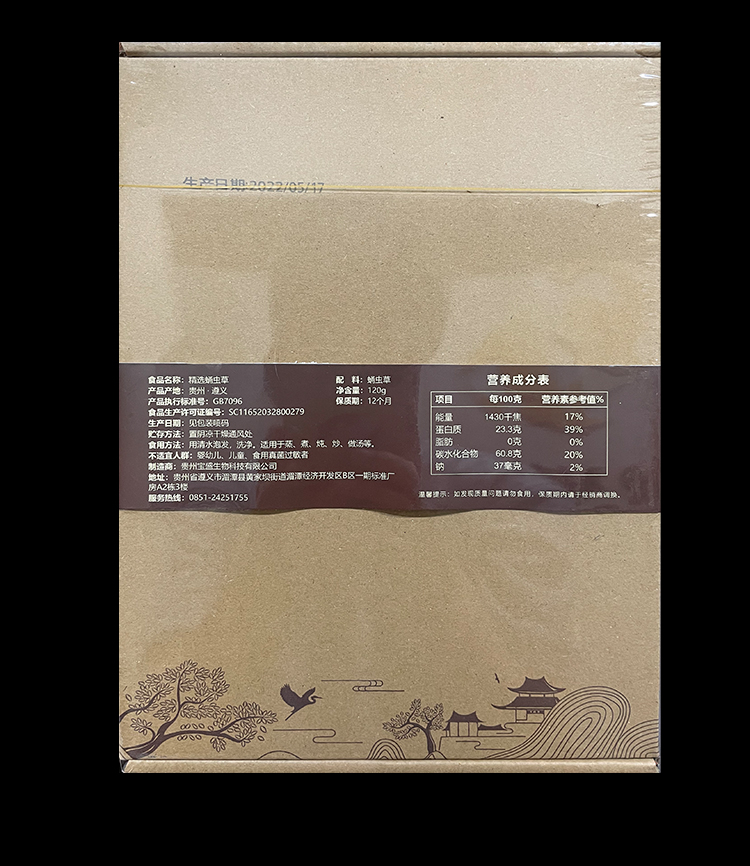 生产日期:2022/05/17
食品名称：精选蛹虫草
产品产地：贵州·遵义
产品执行标准号：GB7096
食品生产许可证编号：SC11652032800279
生产日期：见包装喷码
贮存方法：置阴凉干燥通风处
食用方法：用清水泡发，洗净。适用于蒸、煮、炖、炒、做汤等。
不适宜人群：婴幼儿、儿童、食用真菌过敏者
制造商：贵州宝盛生物科技有限公司
地址：贵州省遵义市湄潭县黄家坝街道湄潭经济开发区B区一期标准厂
房A2栋3楼
服务热线：0851-24251755
配 料：蛹虫草
净含量：120g
保质期：12个月
营养成分表
项目 每100克 营养素参考值%
能量 1430千焦 17%
蛋白质 23.3克 39%
脂肪 0克 0%
碳水化合物 60.8克 20%
钠 37毫克 2%
温馨提示：如发现质量问题请勿食用，保质期内请于经销商调换。